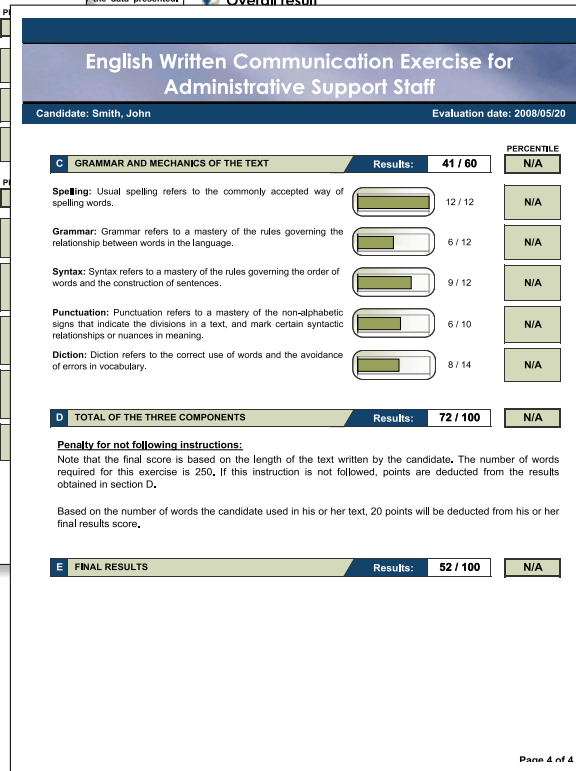 the data presented.
Overall result
English Written Communication Exercise for
Administrative Support Staff
Candidate: Smith, John
Evaluation date: 2008/05/20
PERCENTILE
C GRAMMAR AND MECHANICS OF THE TEXT Results: 41 / 60 N/A
Spelling: Usual spelling refers to the commonly accepted way of
spelling words.
12 / 12 N/A
Grammar: Grammar refers to a mastery of the rules governing the
relationship between words in the language.
6 / 12 N/A
Syntax: Syntax refers to a mastery of the rules governing the order of
words and the construction of sentences.
9 / 12 N/A
Punctuation: Punctuation refers to a mastery of the non-alphabetic
signs that indicate the divisions in a text, and mark certain syntactic
relationships or nuances in meaning.
6 / 10 N/A
Diction: Diction refers to the correct use of words and the avoidance
of errors in vocabulary.
8 / 14 N/A
D TOTAL OF THE THREE COMPONENTS Results: 72 / 100 N/A
Penalty for not following instructions:
Note that the final score is based on the length of the text written by the candidate. The number of words
required for this exercise is 250. If this instruction is not followed, points are deducted from the results
obtained in section D.
Based on the number of words the candidate used in his or her text, 20 points will be deducted from his or her
final results score.
E FINAL RESULTS Results: 52 / 100 N/A
Page 4 of 4